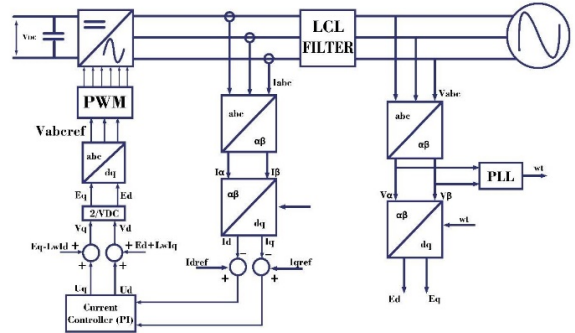 VDC
LCL
FILTER
Iabc
Vabc
PWM
abc
αβ
abc
αβ
Vabcref
abc
dq
Iα
Iβ
Vα
Vβ
PLL
wt
Eq
Ed
2/VDC
αβ
dq
αβ
dq
wt
Vq
Vd
Id
Iq
Eq-LwId
+
+
Ed+LwIq
+
+
Idref
-
+
-
+
Iqref
Uq
Ud
Ed
Eq
Current
Controller (PI)